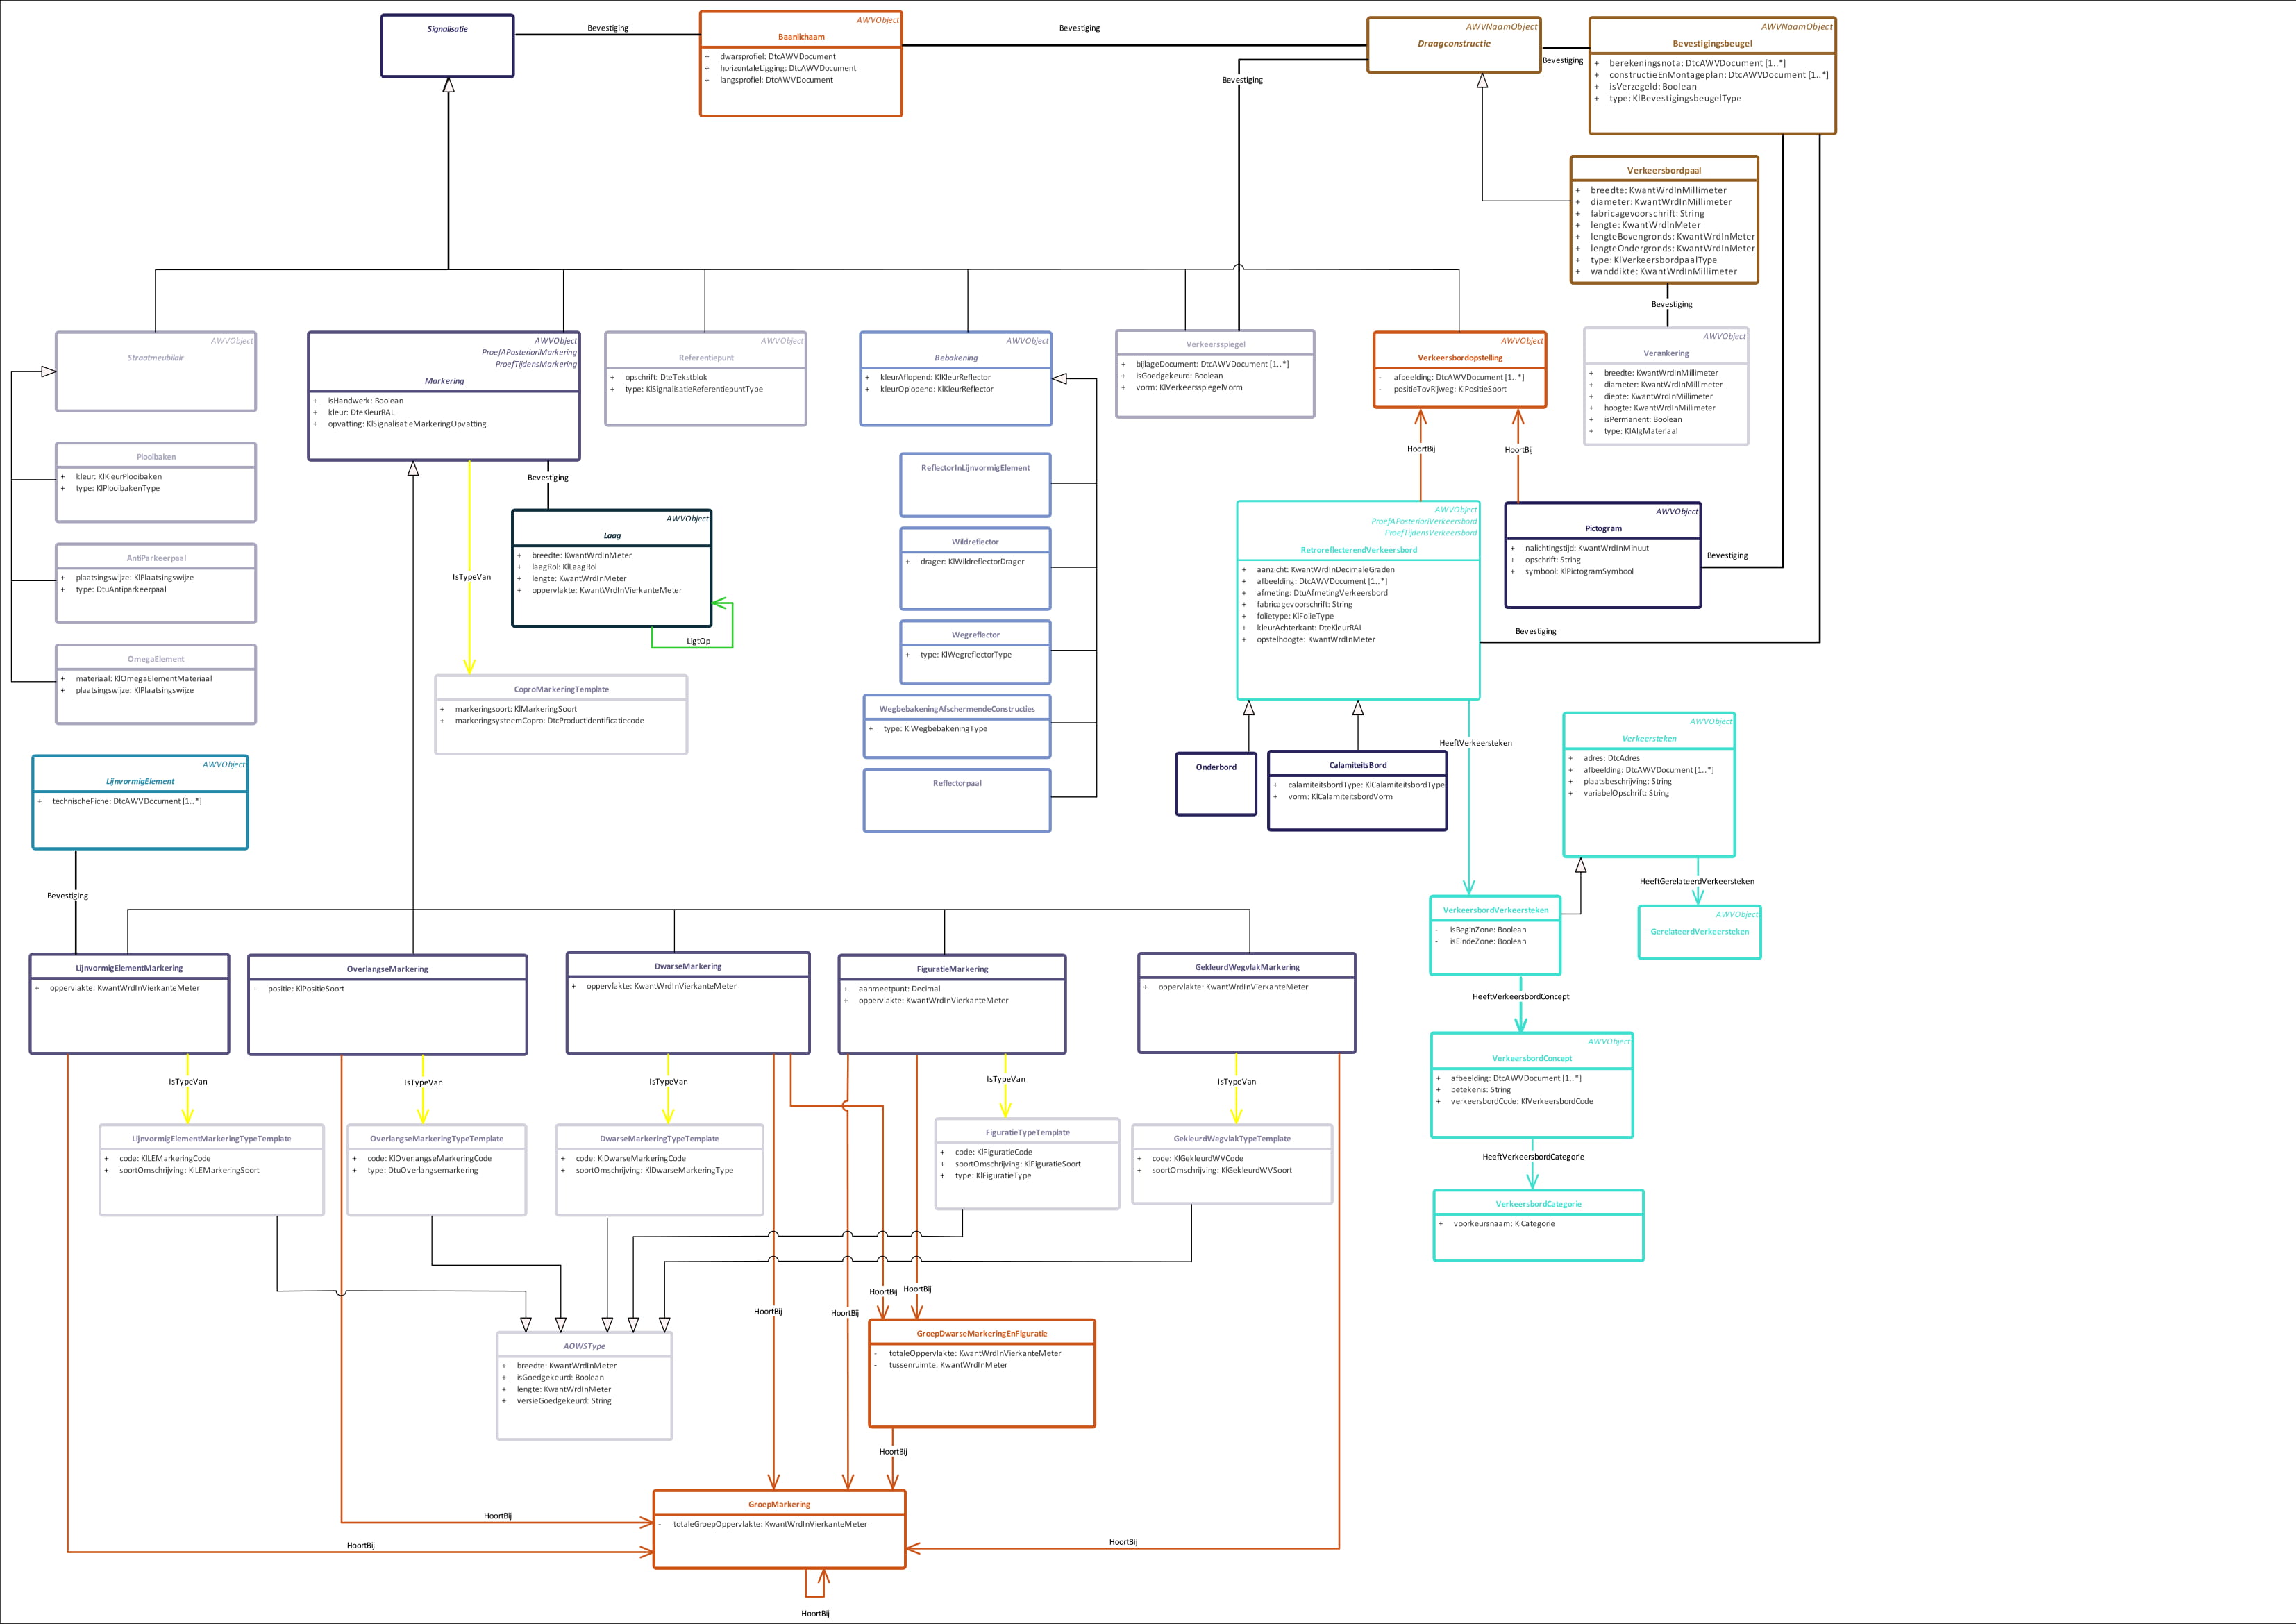 Signalisatie
Bevestiging
AWVObject
Baanlichaam
+ dwarsprofiel: DtcAWVDocument
+ horizontaleLigging: DtcAWVDocument
+ langsprofiel: DtcAWVDocument
Bevestiging
AWVNaamObject
Draagconstructie
Bevestiging
AWVNaamObject
Bevestigingsbeugel
+ berekeningsnota: DtcAWVDocument [1..*]
+ constructieEnMontageplan: DtcAWVDocument [1..*]
+ isVerzegeld: Boolean
+ type: KlBevestigingsbeugelType
Bevestiging
Verkeersbordpaal
+ breedte: KwantWrdInMillimeter
+ diameter: KwantWrdInMillimeter
+ fabricagevoorschrift: String
+ lengte: KwantWrdInMeter
+ lengteBovengronds: KwantWrdInMeter
+ lengteOndergronds: KwantWrdInMeter
+ type: KlVerkeersbordpaalType
+ wanddikte: KwantWrdInMillimeter
Bevestiging
AWVObject
Straatmeubilair
AWVObject
ProefAPosterioriMarkering
ProefTijdensMarkering
Markering
+ isHandwerk: Boolean
+ kleur: DteKleurRAL
+ opvatting: KlSignalisatieMarkeringOpvatting
AWVObject
Referentiepunt
+ opschrift: DteTekstblok
+ type: KlSignalisatieReferentiepuntType
AWVObject
Bebakening
+ kleurAflopend: KlKleurReflector
+ kleurOplopend: KlKleurReflector
Verkeersspiegel
+ bijlageDocument: DtcAWVDocument [1..*]
+ isGoedgekeurd: Boolean
+ vorm: KlVerkeersspiegelVorm
AWVObject
Verkeersbordopstelling
- afbeelding: DtcAWVDocument [1..*]
- positieTovRijweg: KlPositieSoort
AWVObject
Verankering
+ breedte: KwantWrdInMillimeter
+ diameter: KwantWrdInMillimeter
+ diepte: KwantWrdInMillimeter
+ hoogte: KwantWrdInMillimeter
+ isPermanent: Boolean
+ type: KlAlgMateriaal
HoortBij
HoortBij
Plooibaken
+ kleur: KlKleurPlooibaken
+ type: KlPlooibakenType
Bevestiging
ReflectorInLijnvormigElement
AWVObject
Laag
+ breedte: KwantWrdInMeter
+ laagRol: KlLaagRol
+ lengte: KwantWrdInMeter
+ oppervlakte: KwantWrdInVierkanteMeter
LigtOp
IsTypeVan
AntiParkeerpaal
+ plaatsingswijze: KlPlaatsingswijze
+ type: DtuAntiparkeerpaal
Wildreflector
+ drager: KlWildreflectorDrager
AWVObject
ProefAPosterioriVerkeersbord
ProefTijdensVerkeersbord
RetroreflecterendVerkeersbord
+ aanzicht: KwantWrdInDecimaleGraden
+ afbeelding: DtcAWVDocument [1..*]
+ afmeting: DtuAfmetingVerkeersbord
+ fabricagevoorschrift: String
+ folietype: KlFolieType
+ kleurAchterkant: DteKleurRAL
+ opstelhoogte: KwantWrdInMeter
AWVObject
Pictogram
+ nalichtingstijd: KwantWrdInMinuut
+ opschrift: String
+ symbool: KlPictogramSymbool
Bevestiging
Bevestiging
Wegreflector
+ type: KlWegreflectorType
OmegaElement
+ materiaal: KlOmegaElementMateriaal
+ plaatsingswijze: KlPlaatsingswijze
CoproMarkeringTemplate
+ markeringsoort: KlMarkeringSoort
+ markeringsysteemCopro: DtcProductidentificatiecode
WegbebakeningAfschermendeConstructies
+ type: KlWegbebakeningType
Reflectorpaal
HeeftVerkeersteken
AWVObject
Verkeersteken
+ adres: DtcAdres
+ afbeelding: DtcAWVDocument [1..*]
+ plaatsbeschrijving: String
+ variabelOpschrift: String
Onderbord
CalamiteitsBord
+ calamiteitsbordType: KlCalamiteitsbordType
+ vorm: KlCalamiteitsbordVorm
AWVObject
LijnvormigElement
+ technischeFiche: DtcAWVDocument [1..*]
Bevestiging
HeeftGerelateerdVerkeersteken
VerkeersbordVerkeersteken
- isBeginZone: Boolean
- isEindeZone: Boolean
AWVObject
GerelateerdVerkeersteken
LijnvormigElementMarkering
+ oppervlakte: KwantWrdInVierkanteMeter
OverlangseMarkering
+ positie: KlPositieSoort
DwarseMarkering
+ oppervlakte: KwantWrdInVierkanteMeter
FiguratieMarkering
+ aanmeetpunt: Decimal
+ oppervlakte: KwantWrdInVierkanteMeter
GekleurdWegvlakMarkering
+ oppervlakte: KwantWrdInVierkanteMeter
HeeftVerkeersbordConcept
AWVObject
VerkeersbordConcept
+ afbeelding: DtcAWVDocument [1..*]
+ betekenis: String
+ verkeersbordCode: KlVerkeersbordCode
IsTypeVan
IsTypeVan
IsTypeVan
IsTypeVan
IsTypeVan
LijnvormigElementMarkeringTypeTemplate
+ code: KlLEMarkeringCode
+ soortOmschrijving: KlLEMarkeringSoort
OverlangseMarkeringTypeTemplate
+ code: KlOverlangseMarkeringCode
+ type: DtuOverlangsemarkering
DwarseMarkeringTypeTemplate
+ code: KlDwarseMarkeringCode
+ soortOmschrijving: KlDwarseMarkeringType
FiguratieTypeTemplate
+ code: KlFiguratieCode
+ soortOmschrijving: KlFiguratieSoort
+ type: KlFiguratieType
GekleurdWegvlakTypeTemplate
+ code: KlGekleurdWVCode
+ soortOmschrijving: KlGekleurdWVSoort
HeeftVerkeersbordCategorie
VerkeersbordCategorie
+ voorkeursnaam: KlCategorie
HoortBij
HoortBij
HoortBij
HoortBij
AOWSType
+ breedte: KwantWrdInMeter
+ isGoedgekeurd: Boolean
+ lengte: KwantWrdInMeter
+ versieGoedgekeurd: String
GroepDwarseMarkeringEnFiguratie
- totaleOppervlakte: KwantWrdInVierkanteMeter
- tussenruimte: KwantWrdInMeter
HoortBij
GroepMarkering
- totaleGroepOppervlakte: KwantWrdInVierkanteMeter
HoortBij
HoortBij
HoortBij
HoortBij